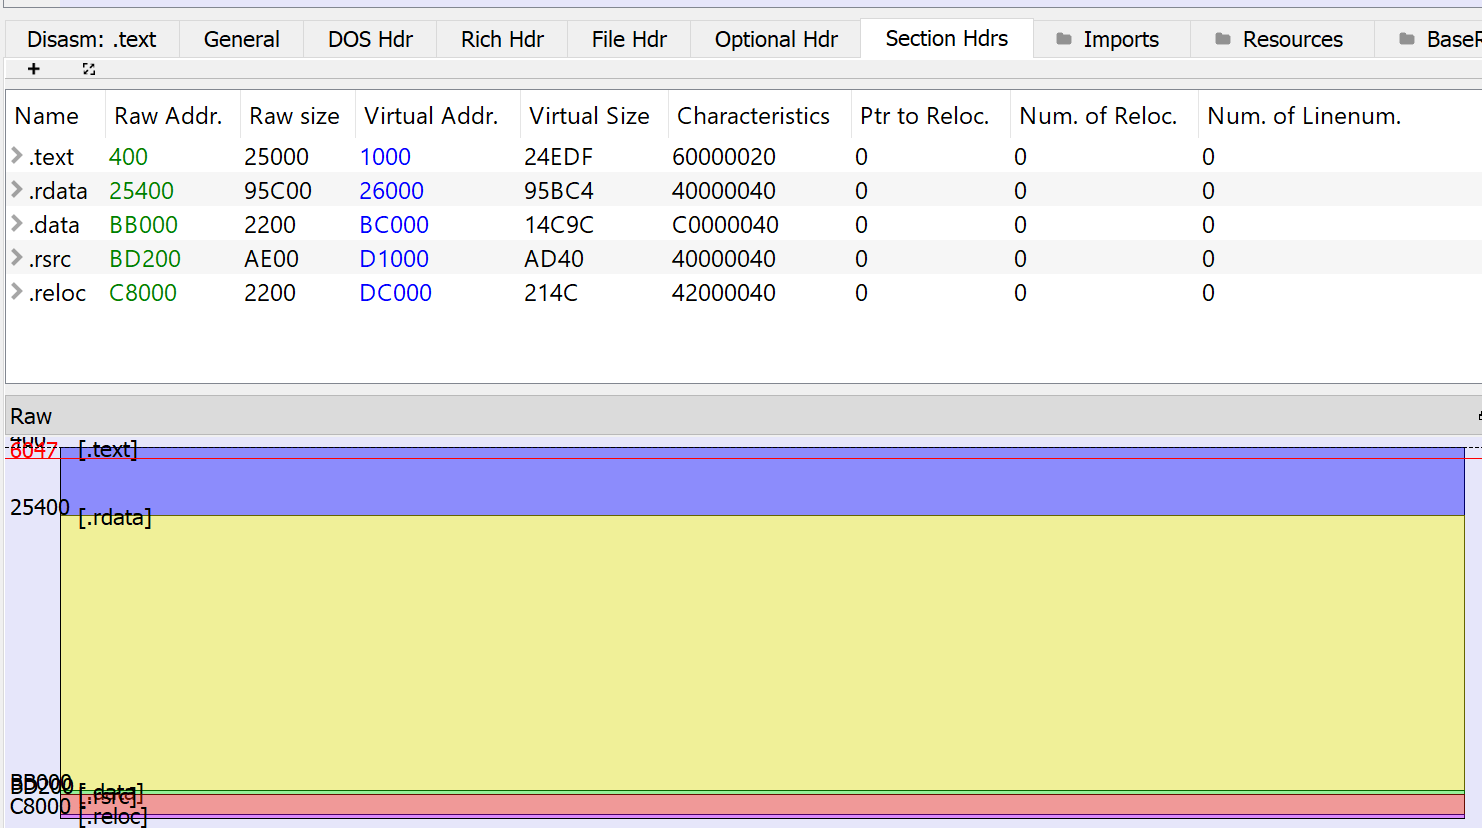 Disasm: .text General DOS Hdr Rich Hdr File Hdr Optional Hdr Section Hdrs Imports Resources BaseR
Name Raw Addr. Raw size Virtual Addr. Virtual Size Characteristics Ptr to Reloc. Num. of Reloc. Num. of Linenum.
.text 400 25000 1000 24EDF 60000020 0 0 0
.rdata 25400 95C00 26000 95BC4 40000040 0 0 0
.data BB000 2200 BC000 14C9C C0000040 0 0 0
.rsrc BD200 AE00 D1000 AD40 40000040 0 0 0
.reloc C8000 2200 DC000 214C 42000040 0 0 0
Raw
400
6047 [.text]
25400 [.rdata]
BB000 [.data]
BD200 [.rsrc]
C8000 [.reloc]